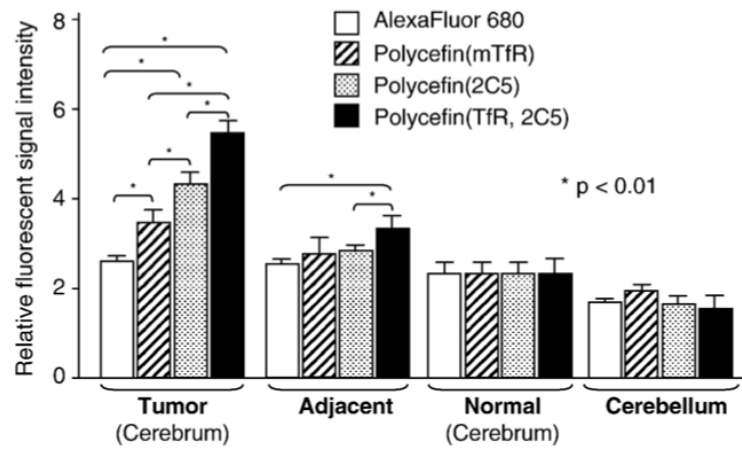 Relative fluorescent signal intensity
8
6
4
2
0
AlexaFluor 680
Polycefin(mTfR)
Polycefin(2C5)
Polycefin(TfR, 2C5)
* p < 0.01
*
*
*
*
*
*
*
*
Tumor
(Cerebrum)
Adjacent
Normal
(Cerebrum)
Cerebellum